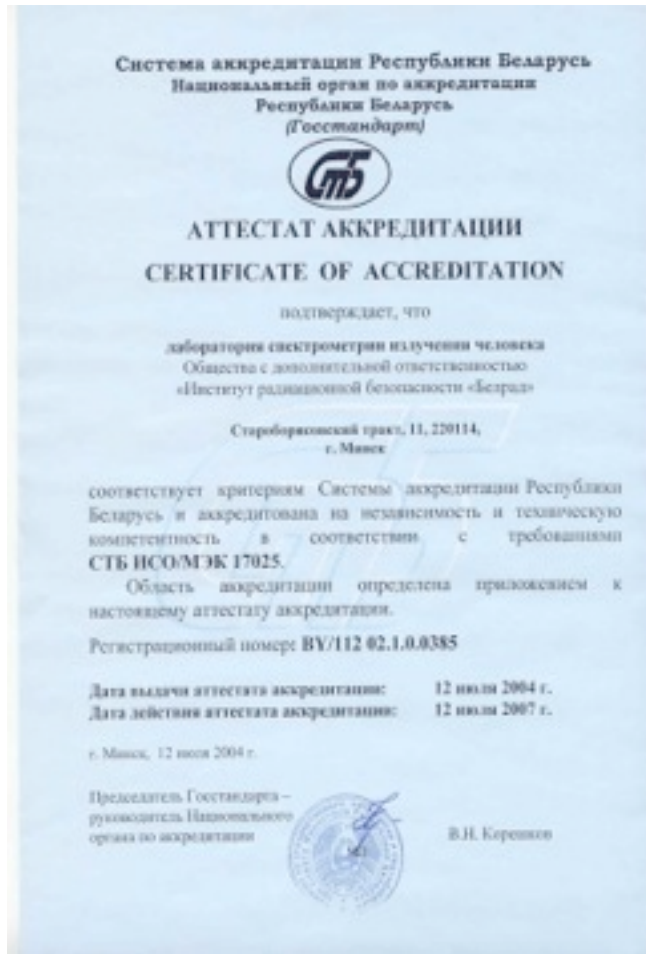 Система аккредитации Республики Беларусь
Национальный орган по аккредитации
Республики Беларусь
(Госстандарт)
СТБ
АТТЕСТАТ АККРЕДИТАЦИИ
CERTIFICATE OF ACCREDITATION
подтверждает, что
лаборатория спектрометрии излучения человека
Общества с дополнительной ответственностью
«Институт радиационной безопасности «Белрад»
Староборисовский тракт, 11, 220114,
г. Минск
соответствует критериям Системы аккредитации Республики
Беларусь и аккредитована на независимость и техническую
компетентность в соответствии с требованиями
СТБ ИСО/МЭК 17025.
Область аккредитации определена приложением к
настоящему аттестату аккредитации.
Регистрационный номер: BY/112 02.1.0.0385
Дата выдачи аттестата аккредитации: 12 июля 2004 г.
Дата действия аттестата аккредитации: 12 июля 2007 г.
г. Минск, 12 июля 2004 г.
Председатель Госстандарта –
руководитель Национального
органа по аккредитации В.Н. Корешков